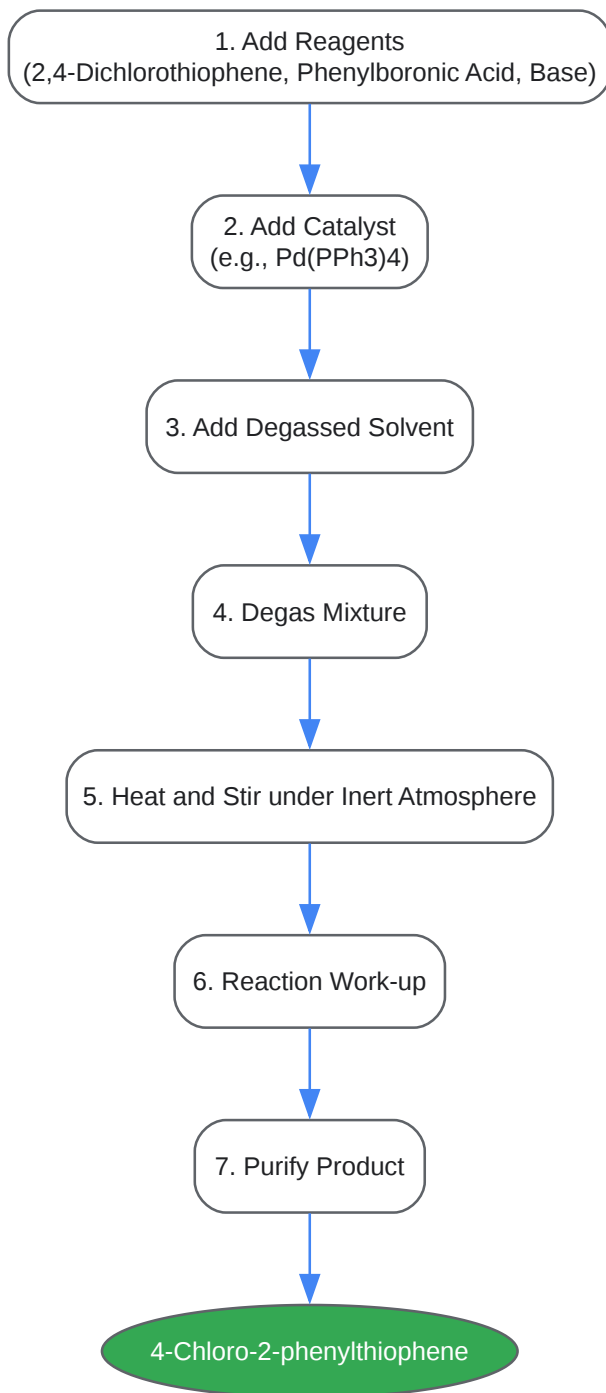 1. Add Reagents
(2,4-Dichlorothiophene, Phenylboronic Acid, Base)
2. Add Catalyst
(e.g., Pd(PPh3)4)
3. Add Degassed Solvent
4. Degas Mixture
5. Heat and Stir under Inert Atmosphere
6. Reaction Work-up
7. Purify Product
4-Chloro-2-phenylthiophene